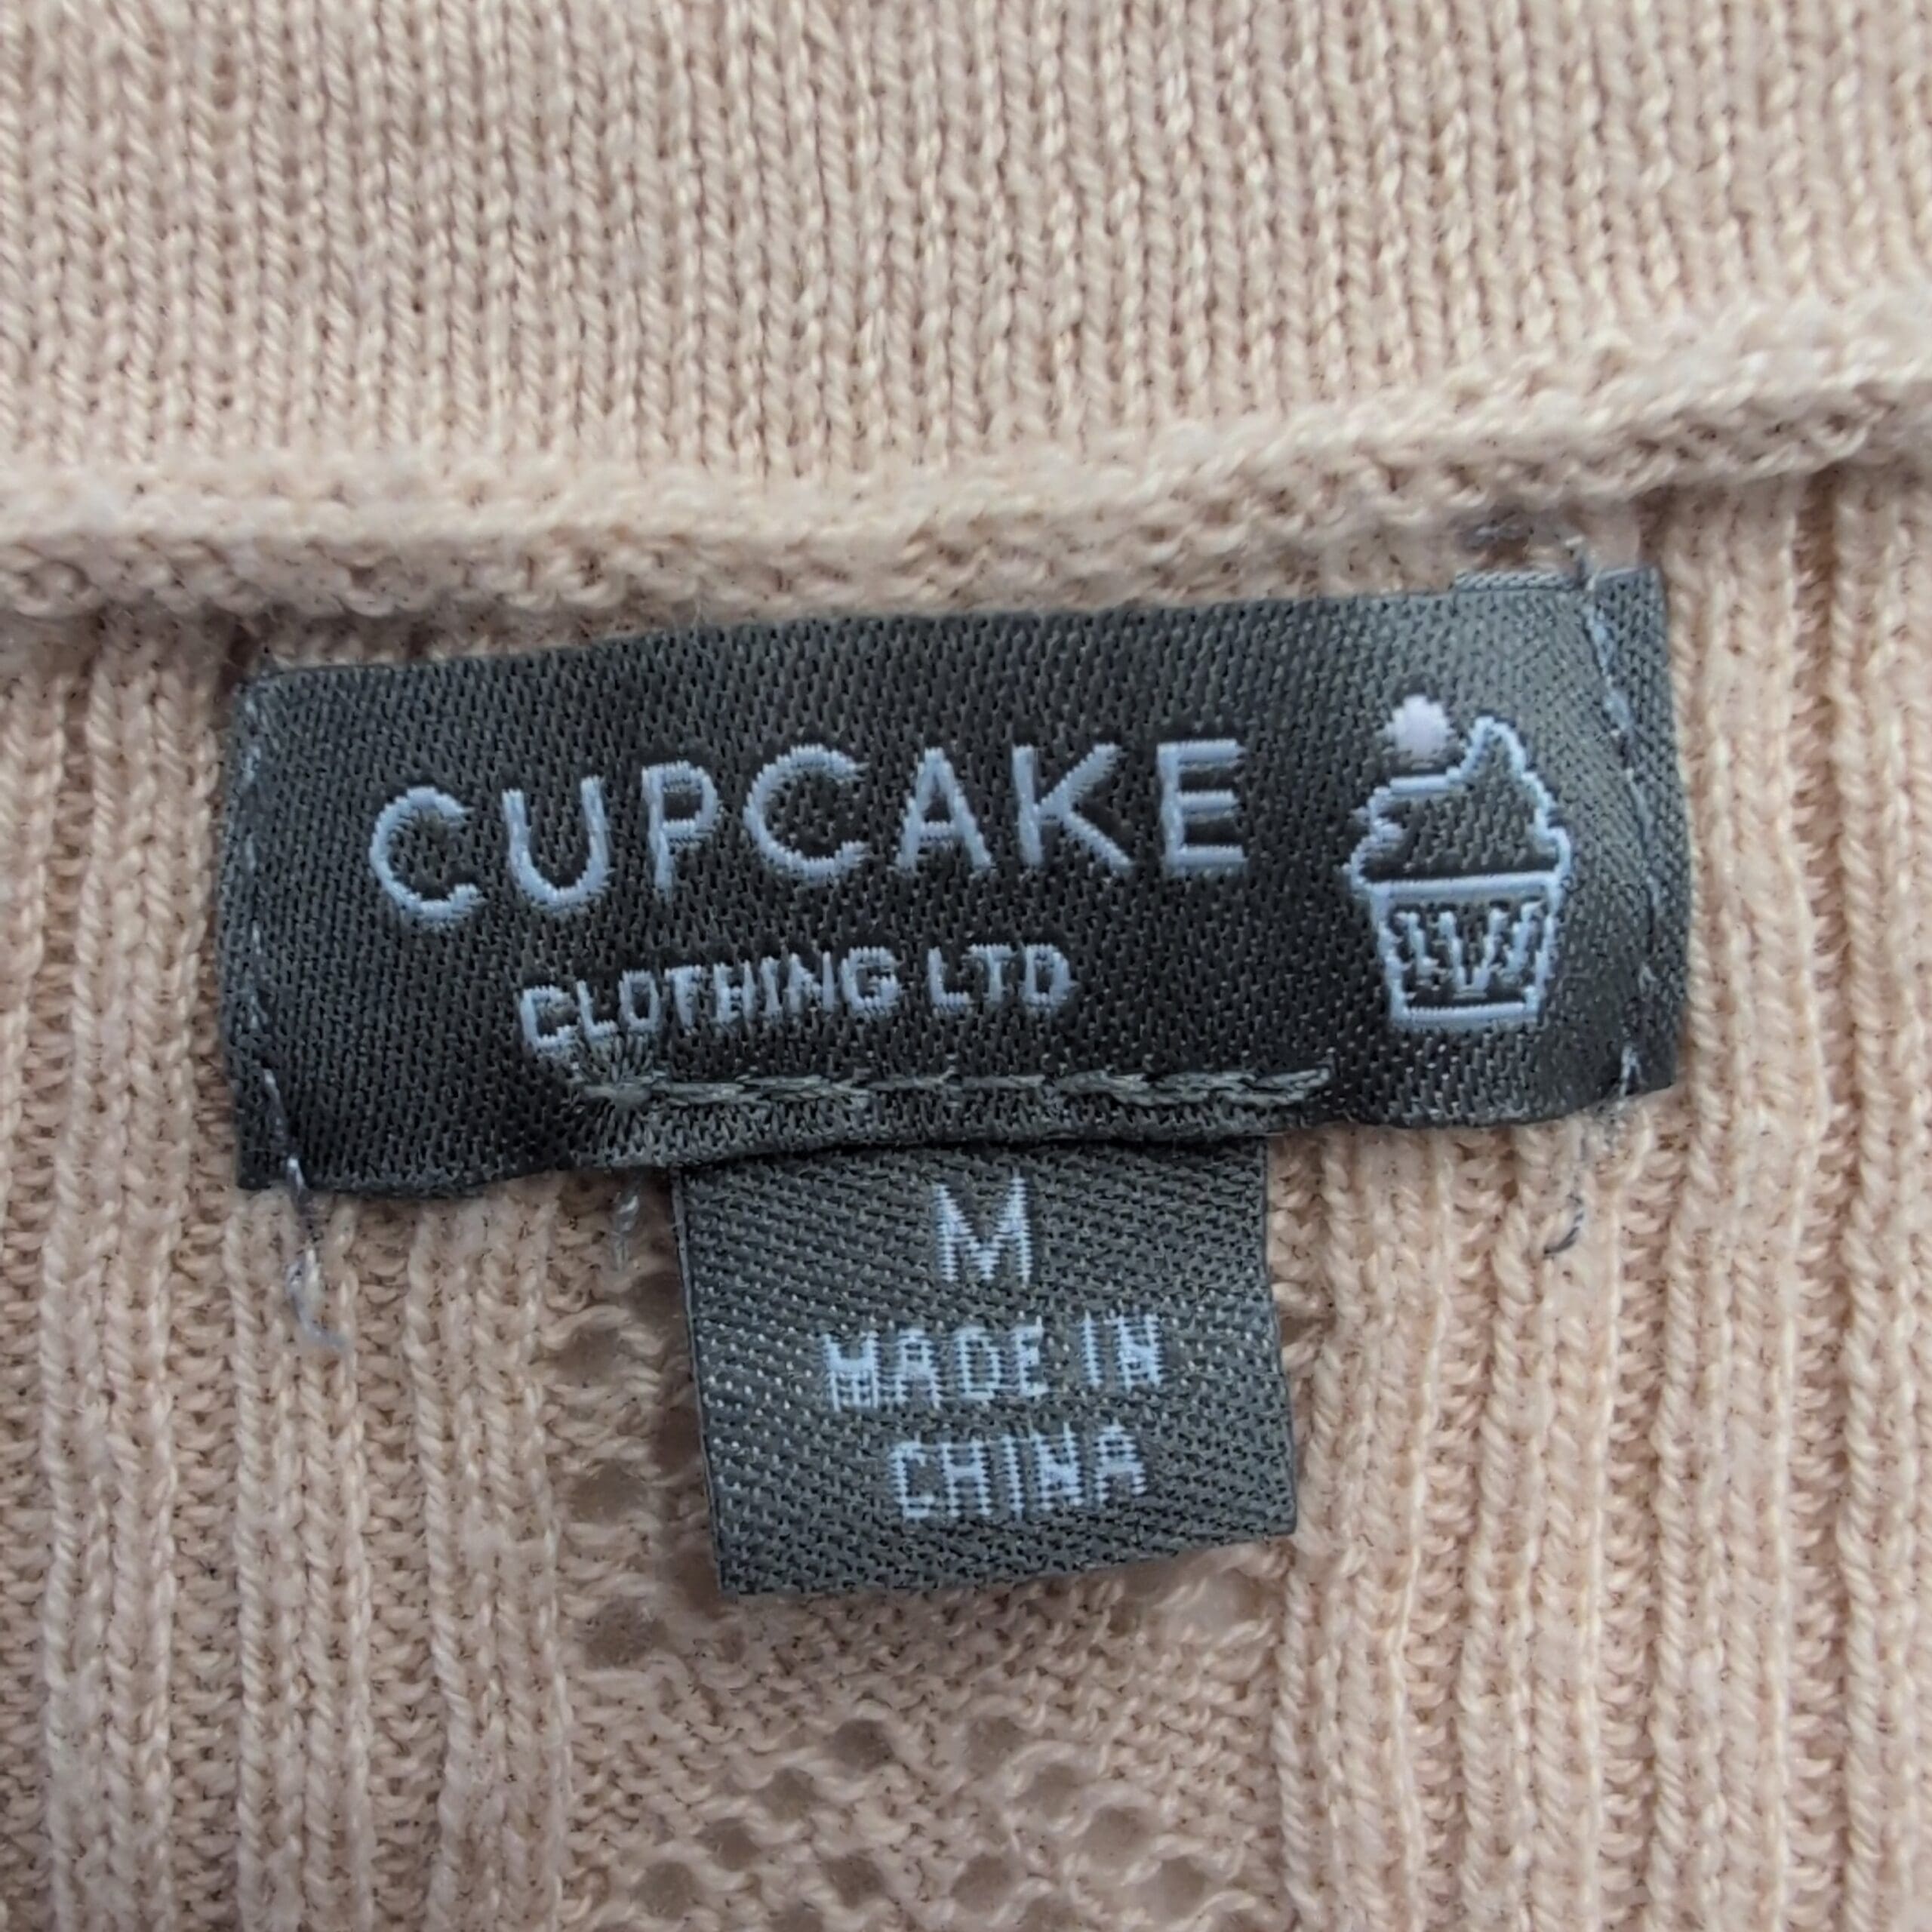 CUPCAKE
CLOTHING LTD
M
MADE IN
CHINA